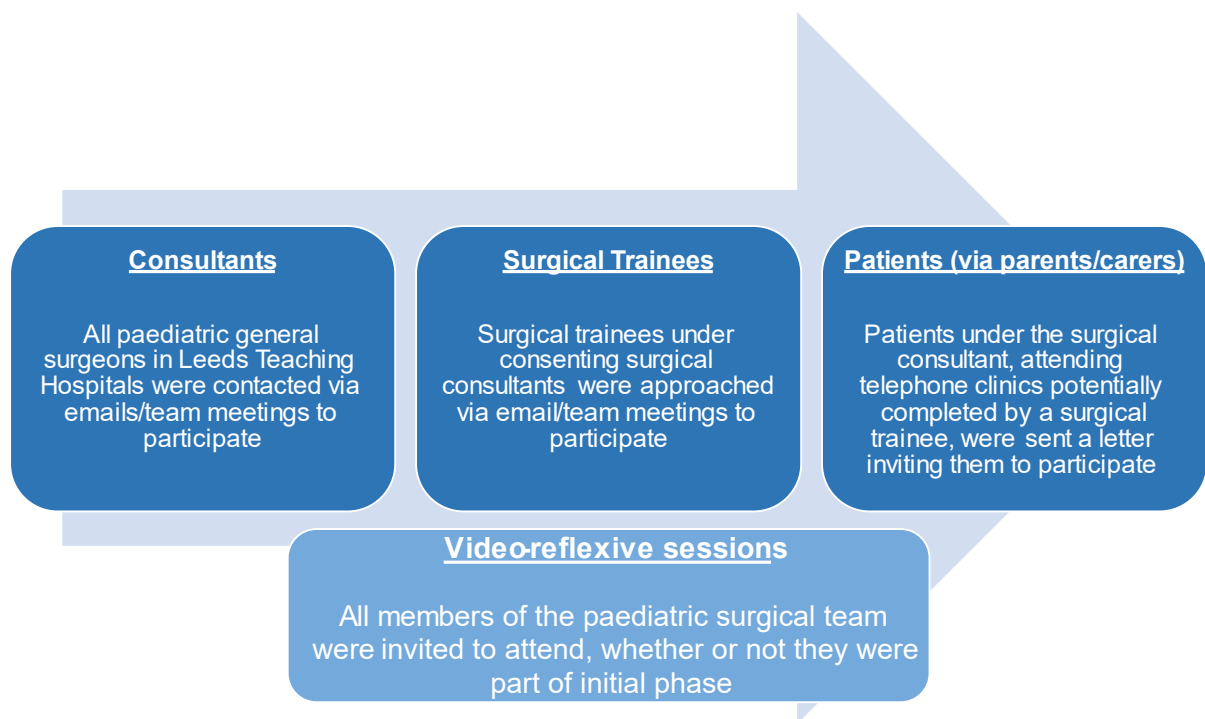 Consultants
All paediatric general
surgeons in Leeds Teaching
Hospitals were contacted via
emails/team meetings to
participate
Surgical Trainees
Surgical trainees under
consenting surgical
consultants were approached
via email/team meetings to
participate
Patients (via parents/carers)
Patients under the surgical
consultant, attending
telephone clinics potentially
completed by a surgical
trainee, were sent a letter
inviting them to participate
Video-reflexive sessions
All members of the paediatric surgical team
were invited to attend, whether or not they were
part of initial phase